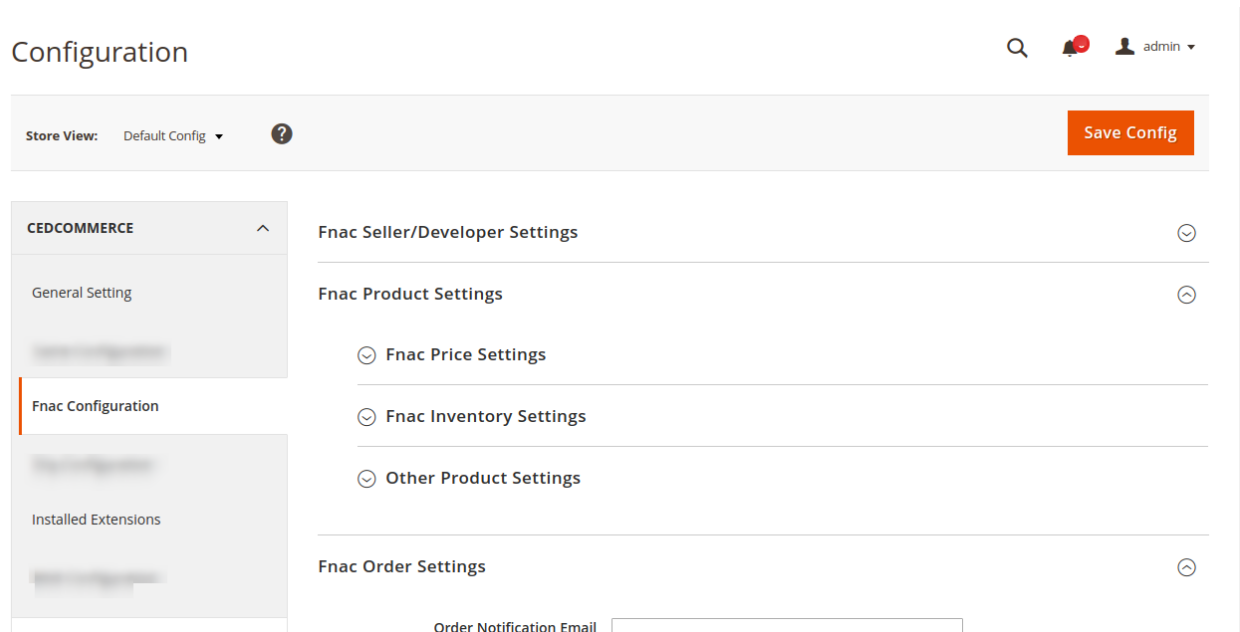 Configuration
admin
Store View: Default Config ?
Save Config
CEDCOMMERCE
General Setting
Fnac Configuration
Installed Extensions
Fnac Seller/Developer Settings
Fnac Product Settings
Fnac Price Settings
Fnac Inventory Settings
Other Product Settings
Fnac Order Settings
Order Notification Email